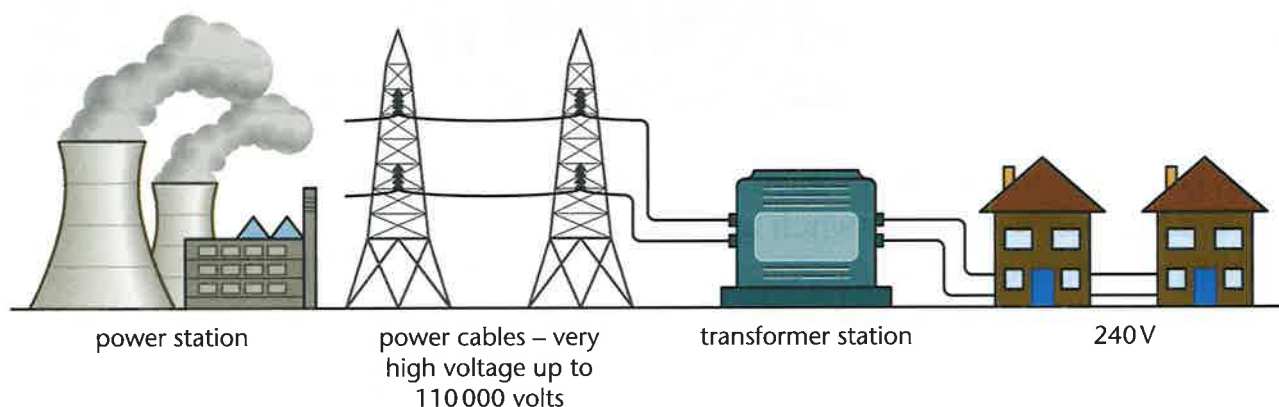 power station
power cables – very
high voltage up to
110 000 volts
transformer station
240 V